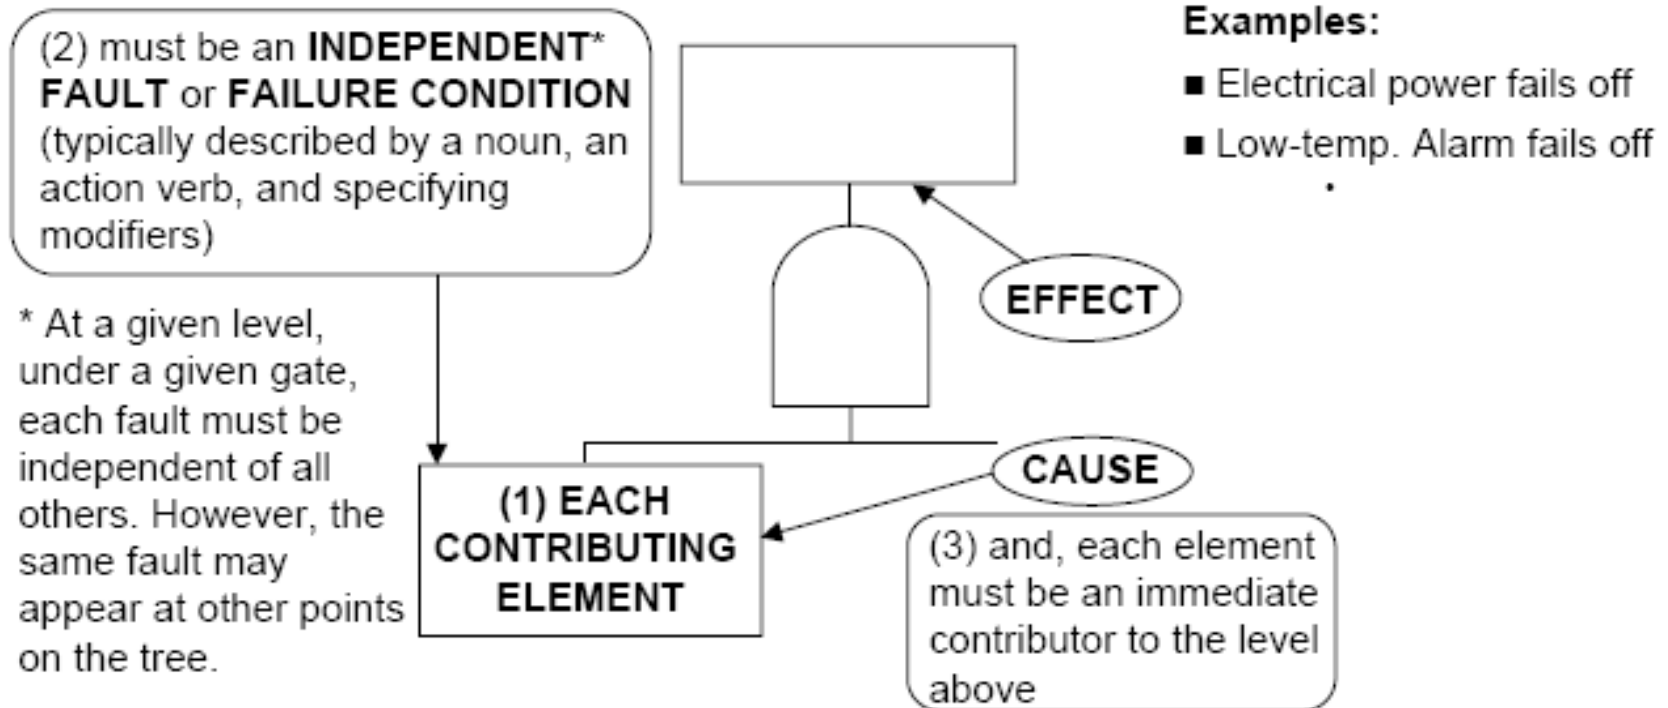 (2) must be an INDEPENDENT*
FAULT or FAILURE CONDITION
(typically described by a noun, an
action verb, and specifying
modifiers)
* At a given level,
under a given gate,
each fault must be
independent of all
others. However, the
same fault may
appear at other points
on the tree.
EFFECT
Examples:
■ Electrical power fails off
■ Low-temp. Alarm fails off
.
(1) EACH
CONTRIBUTING
ELEMENT
CAUSE
(3) and, each element
must be an immediate
contributor to the level
above